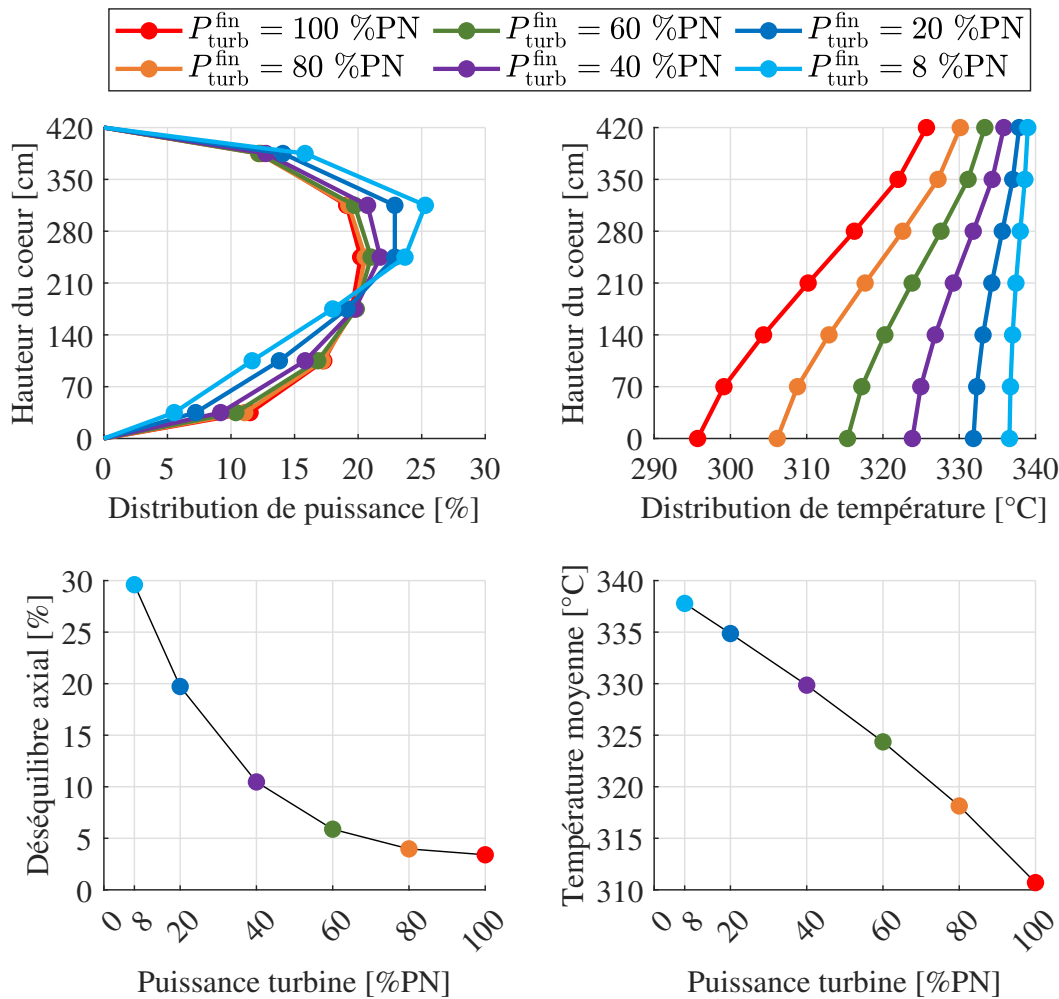 P_turb^fin = 100 %PN P_turb^fin = 60 %PN P_turb^fin = 20 %PN
P_turb^fin = 80 %PN P_turb^fin = 40 %PN P_turb^fin = 8 %PN
Hauteur du coeur [cm]
420
350
280
210
140
70
0
0 5 10 15 20 25 30
Distribution de puissance [%]
Hauteur du coeur [cm]
420
350
280
210
140
70
0
290 300 310 320 330 340
Distribution de température [°C]
Déséquilibre axial [%]
30
25
20
15
10
5
0
0 8 20 40 60 80 100
Puissance turbine [%PN]
Température moyenne [°C]
340
335
330
325
320
315
310
0 8 20 40 60 80 100
Puissance turbine [%PN]